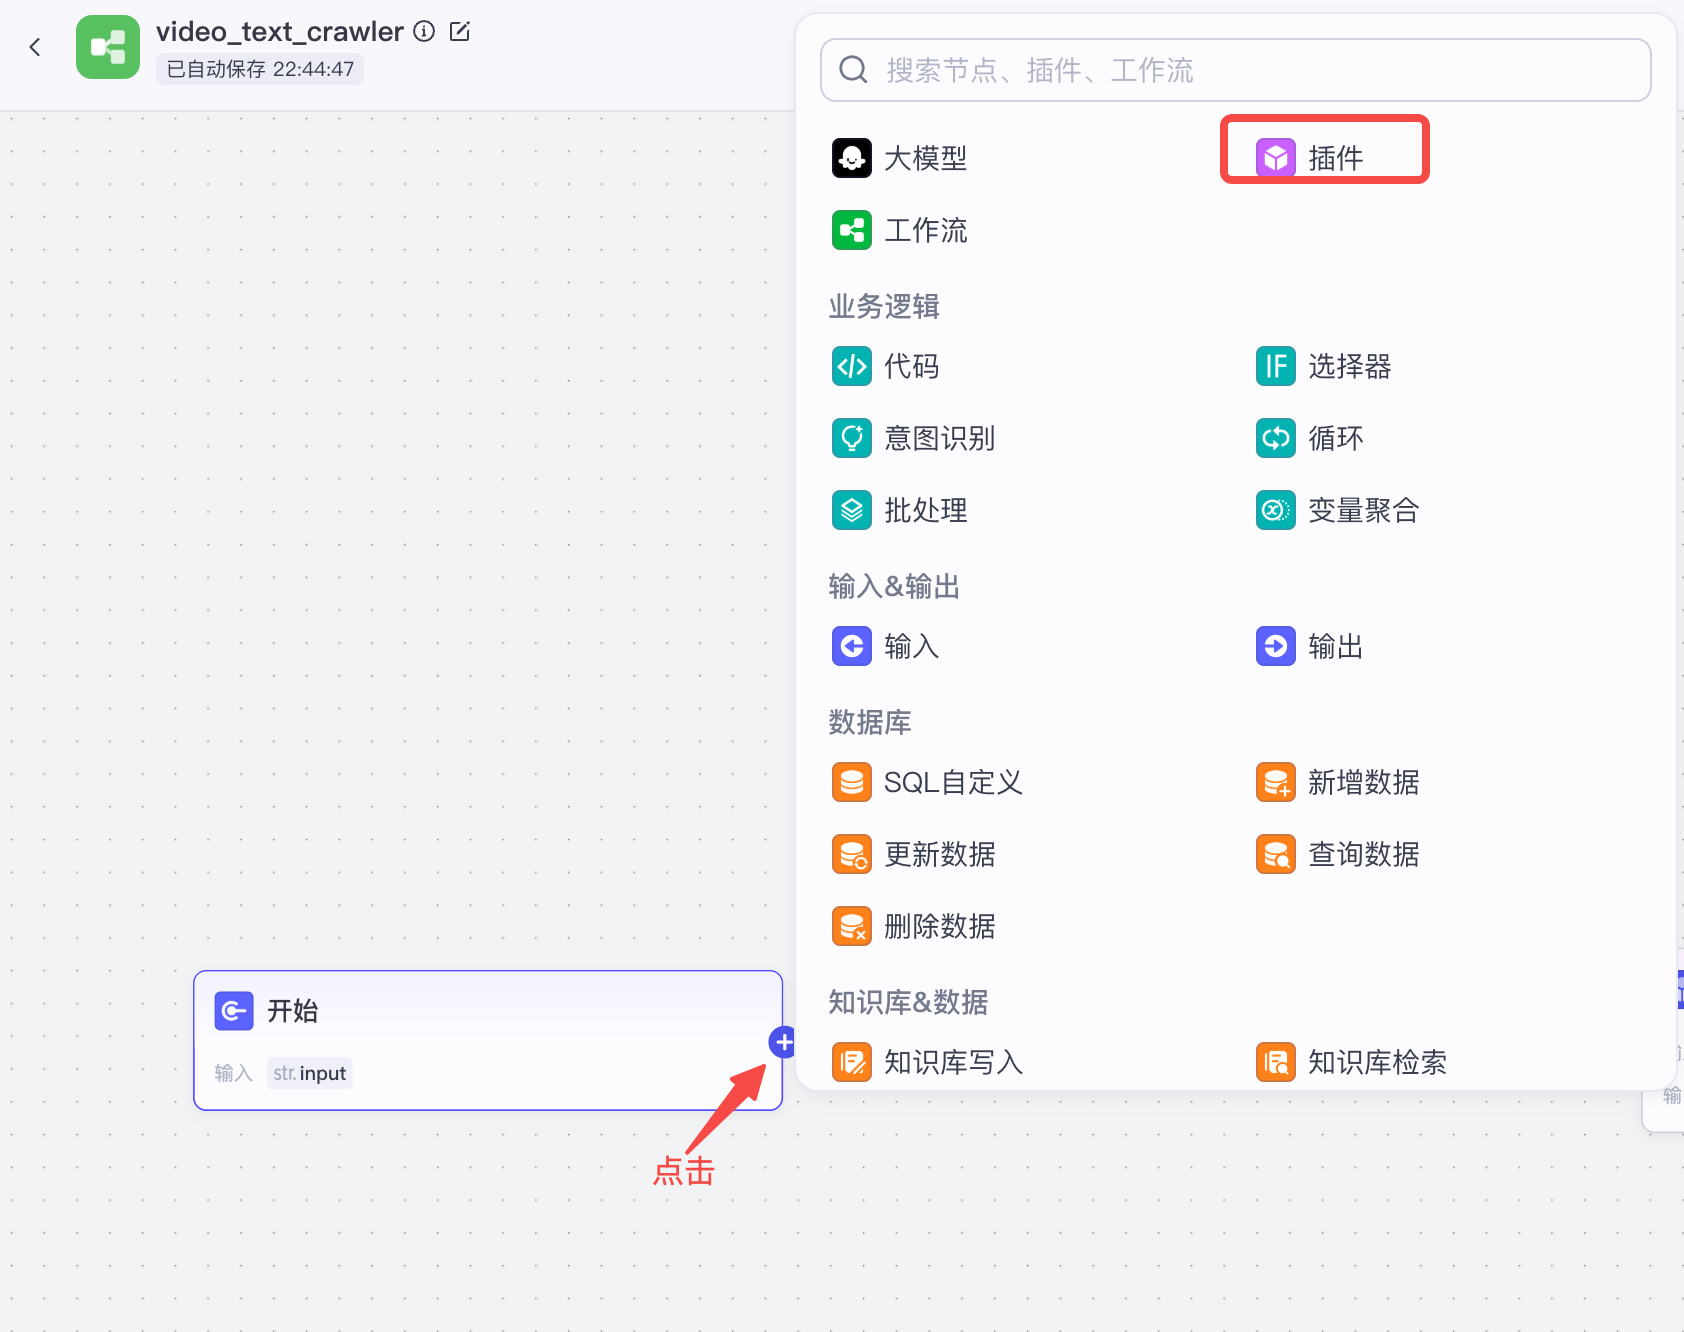 video_text_crawler
已自动保存 22:44:47
搜索节点、插件、工作流
大模型
插件
工作流
业务逻辑
代码
IF
选择器
意图识别
循环
批处理
变量聚合
输入&输出
输入
输出
数据库
SQL自定义
新增数据
更新数据
查询数据
删除数据
知识库&数据
知识库写入
知识库检索
开始
输入 str. input
输
点击